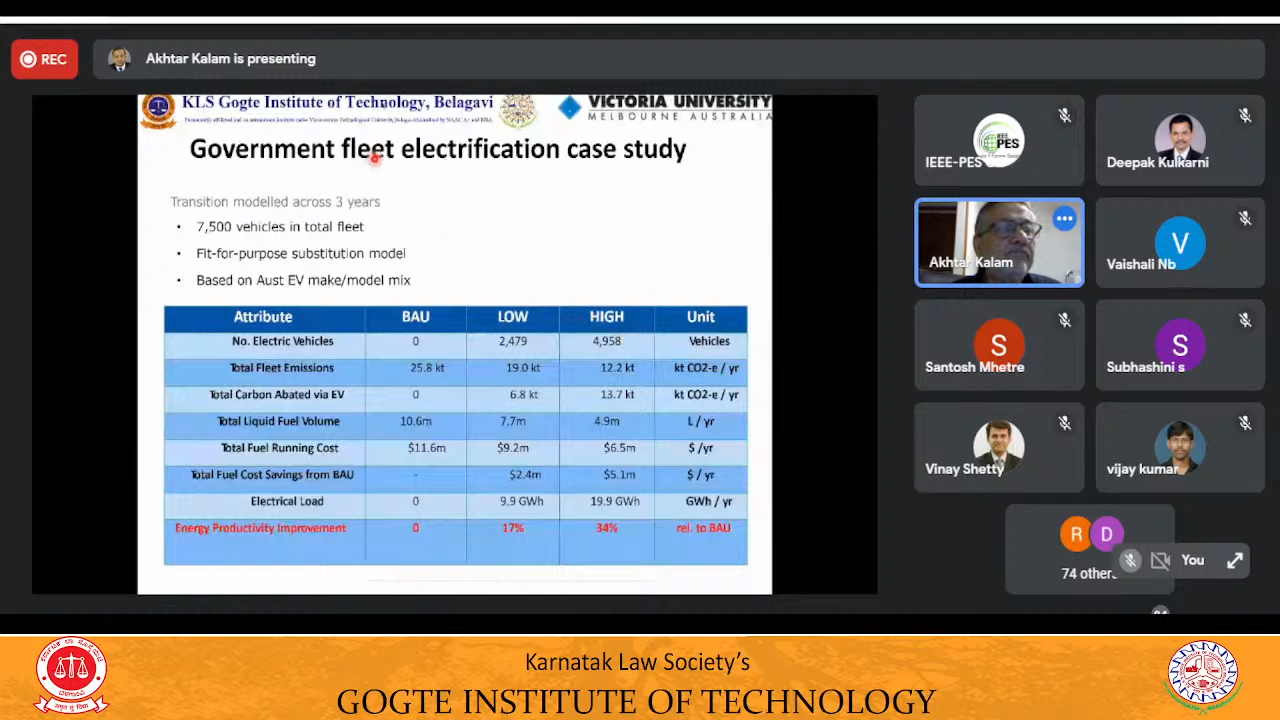 REC
Akhtar Kalam is presenting
KLS Gogte Institute of Technology, Belagavi
VICTORIA UNIVERSITY
MELBOURNE AUSTRALIA
Government fleet electrification case study
Transition modelled across 3 years
• 7,500 vehicles in total fleet
• Fit-for-purpose substitution model
• Based on Aust EV make/model mix
Attribute BAU LOW HIGH Unit
No. Electric Vehicles 0 2,479 4,958 Vehicles
Total Fleet Emissions 25.8 kt 19.0 kt 12.2 kt kt CO2-e / yr
Total Carbon Abated via EV 0 6.8 kt 13.7 kt kt CO2-e / yr
Total Liquid Fuel Volume 10.6m 7.7m 4.9m L / yr
Total Fuel Running Cost $11.6m $9.2m $6.5m $ /yr
Total Fuel Cost Savings from BAU - $2.4m $5.1m $ / yr
Electrical Load 0 9.9 GWh 19.9 GWh GWh / yr
Energy Productivity Improvement 0 17% 34% rel. to BAU
IEEE-PES
Deepak Kulkarni
Akhtar Kalam
V
Vaishali Nb
S
Santosh Mhetre
S
Subhashini s
Vinay Shetty
vijay kumar
R D
74 others
You
Karnatak Law Society's
GOGTE INSTITUTE OF TECHNOLOGY